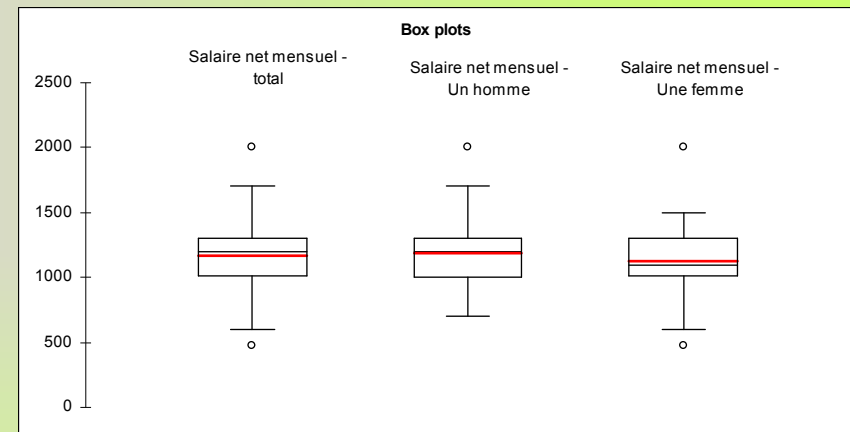 Box plots
Salaire net mensuel -
total
Salaire net mensuel -
Un homme
Salaire net mensuel -
Une femme
2500
2000
1500
1000
500
0